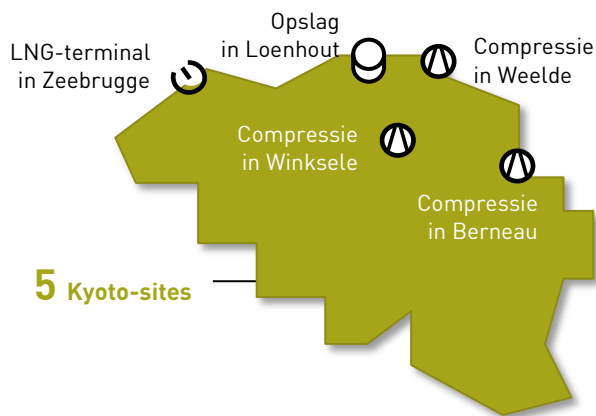 LNG-terminal
in Zeebrugge
Opslag
in Loenhout
Compressie
in Weelde
Compressie
in Winksele
Compressie
in Berneau
5 Kyoto-sites